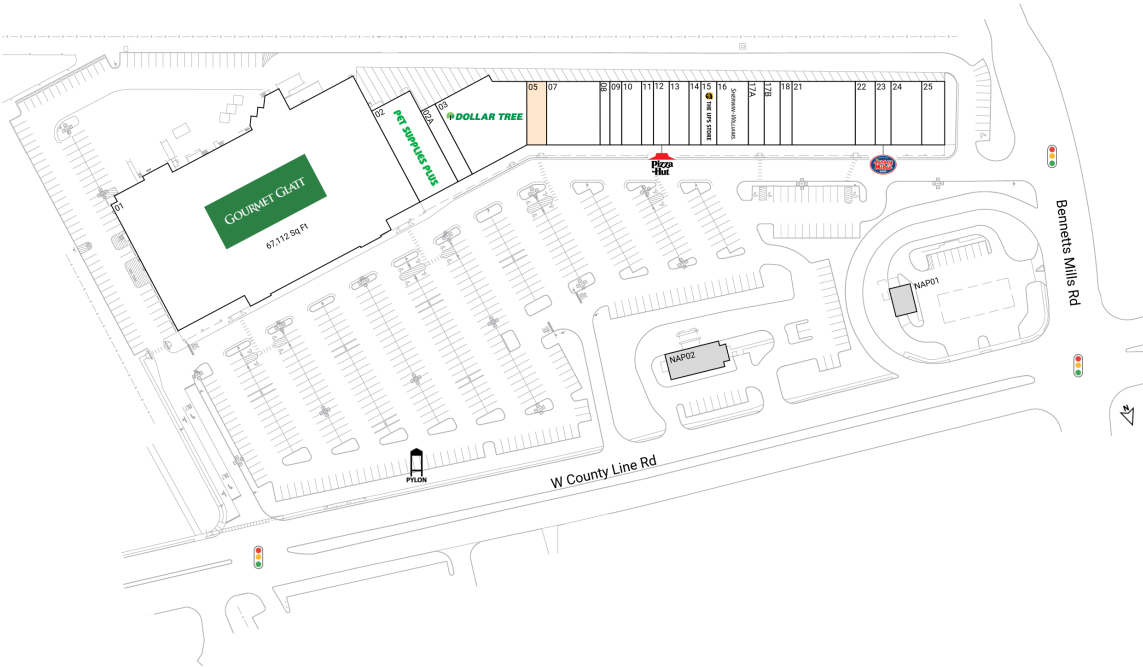 01
GOURMET GLATT
67,112 Sq Ft
02
PET SUPPLIES PLUS
02A
03
DOLLAR TREE
05
07
08
09
10
11
12
13
14
15
THE UPS STORE
16
SHERWIN-WILLIAMS
17A
17B
18
21
22
23
24
25
Pizza
Hut
NAP01
NAP02
Bennetts Mills Rd
W County Line Rd
PYLON
N